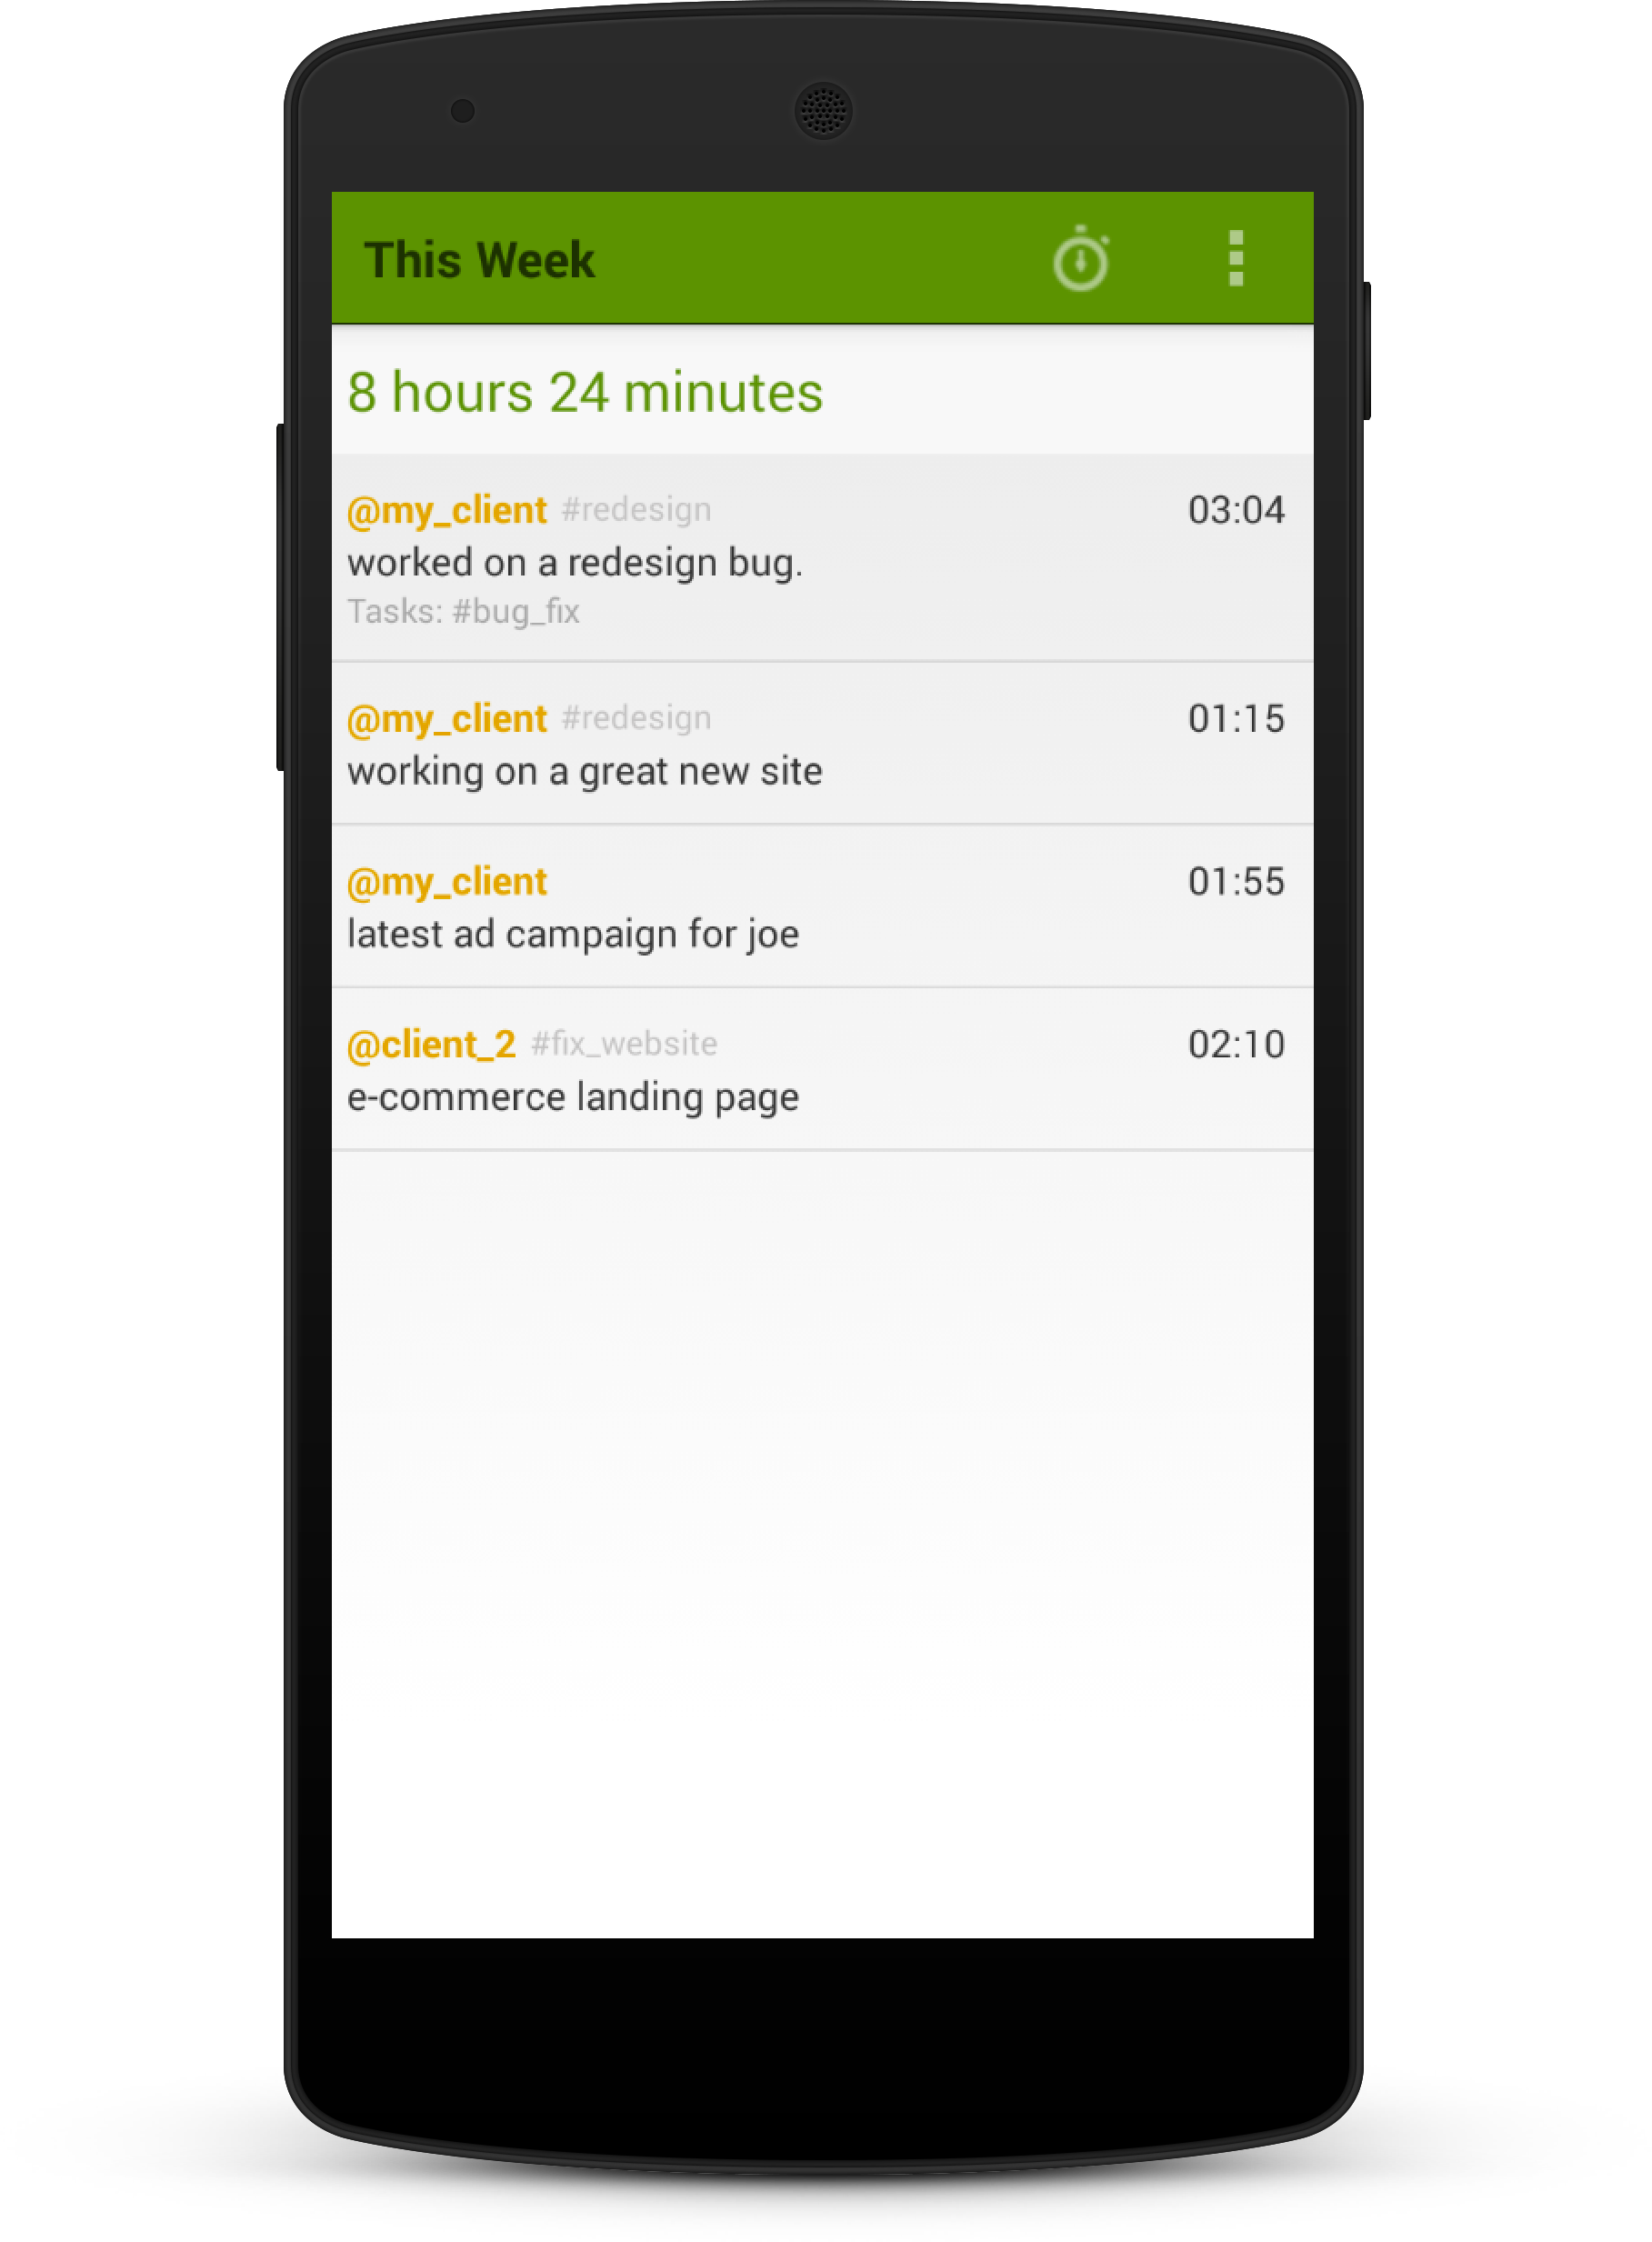 This Week
8 hours 24 minutes
@my_client #redesign 03:04
worked on a redesign bug.
Tasks: #bug_fix
@my_client #redesign 01:15
working on a great new site
@my_client 01:55
latest ad campaign for joe
@client_2 #fix_website 02:10
e-commerce landing page